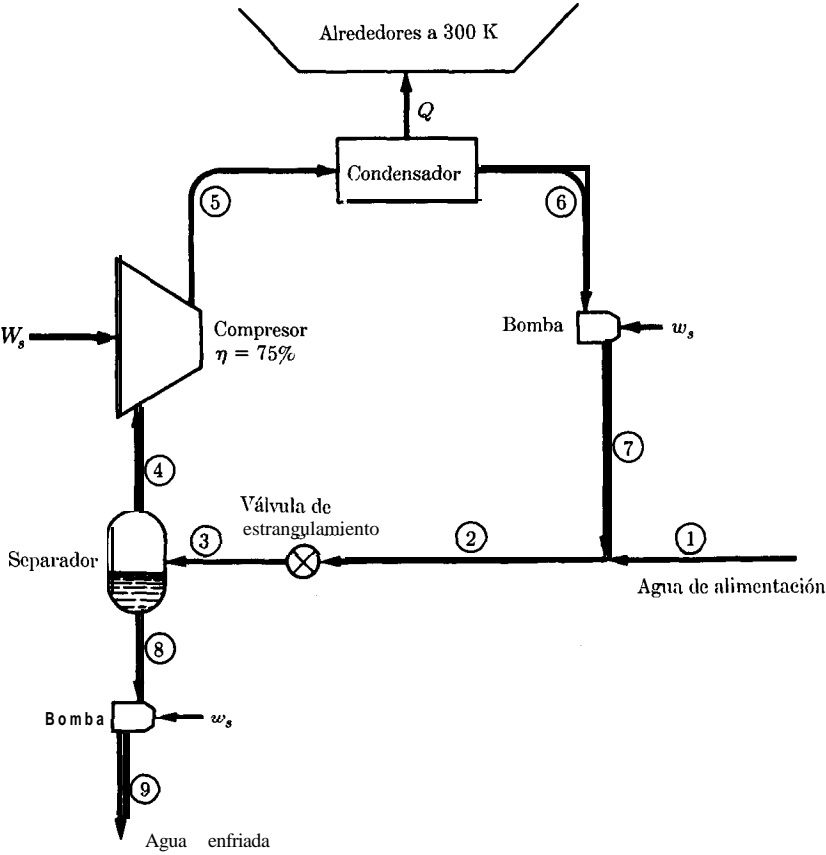 Alrededores a 300 K
Q
Condensador
5
6
W_s
Compresor
η = 75%
Bomba
w_s
4
7
Válvula de
estrangulamiento
Separador
3
2
1
Agua de alimentación
8
Bomba
w_s
9
Agua enfriada